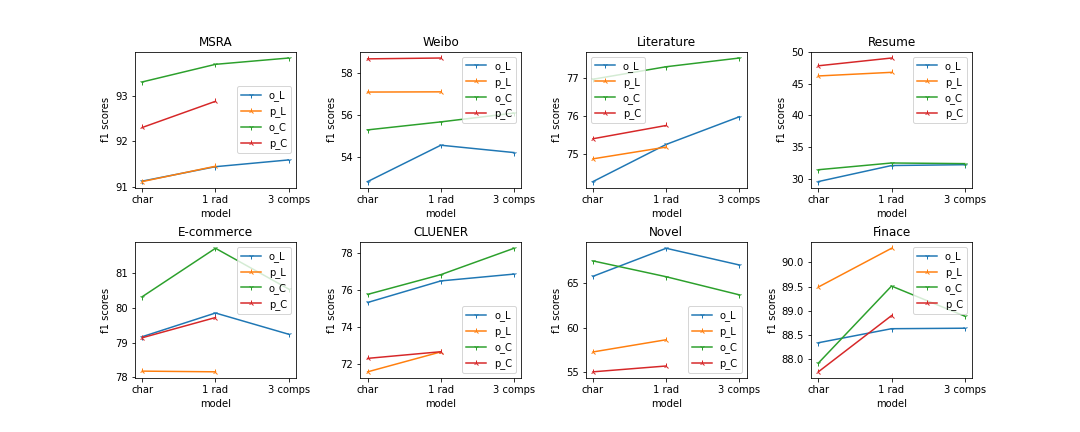 MSRA
f1 scores
93
92
91
o_L
p_L
o_C
p_C
char 1 rad 3 comps
model
Weibo
f1 scores
58
56
54
o_L
p_L
o_C
p_C
char 1 rad 3 comps
model
Literature
f1 scores
77
76
75
o_L
p_L
o_C
p_C
char 1 rad 3 comps
model
Resume
f1 scores
50
45
40
35
30
o_L
p_L
o_C
p_C
char 1 rad 3 comps
model
E-commerce
f1 scores
81
80
79
78
o_L
p_L
o_C
p_C
char 1 rad 3 comps
model
CLUENER
f1 scores
78
76
74
72
o_L
p_L
o_C
p_C
char 1 rad 3 comps
model
Novel
f1 scores
65
60
55
o_L
p_L
o_C
p_C
char 1 rad 3 comps
model
Finace
f1 scores
90.0
89.5
89.0
88.5
88.0
o_L
p_L
o_C
p_C
char 1 rad 3 comps
model